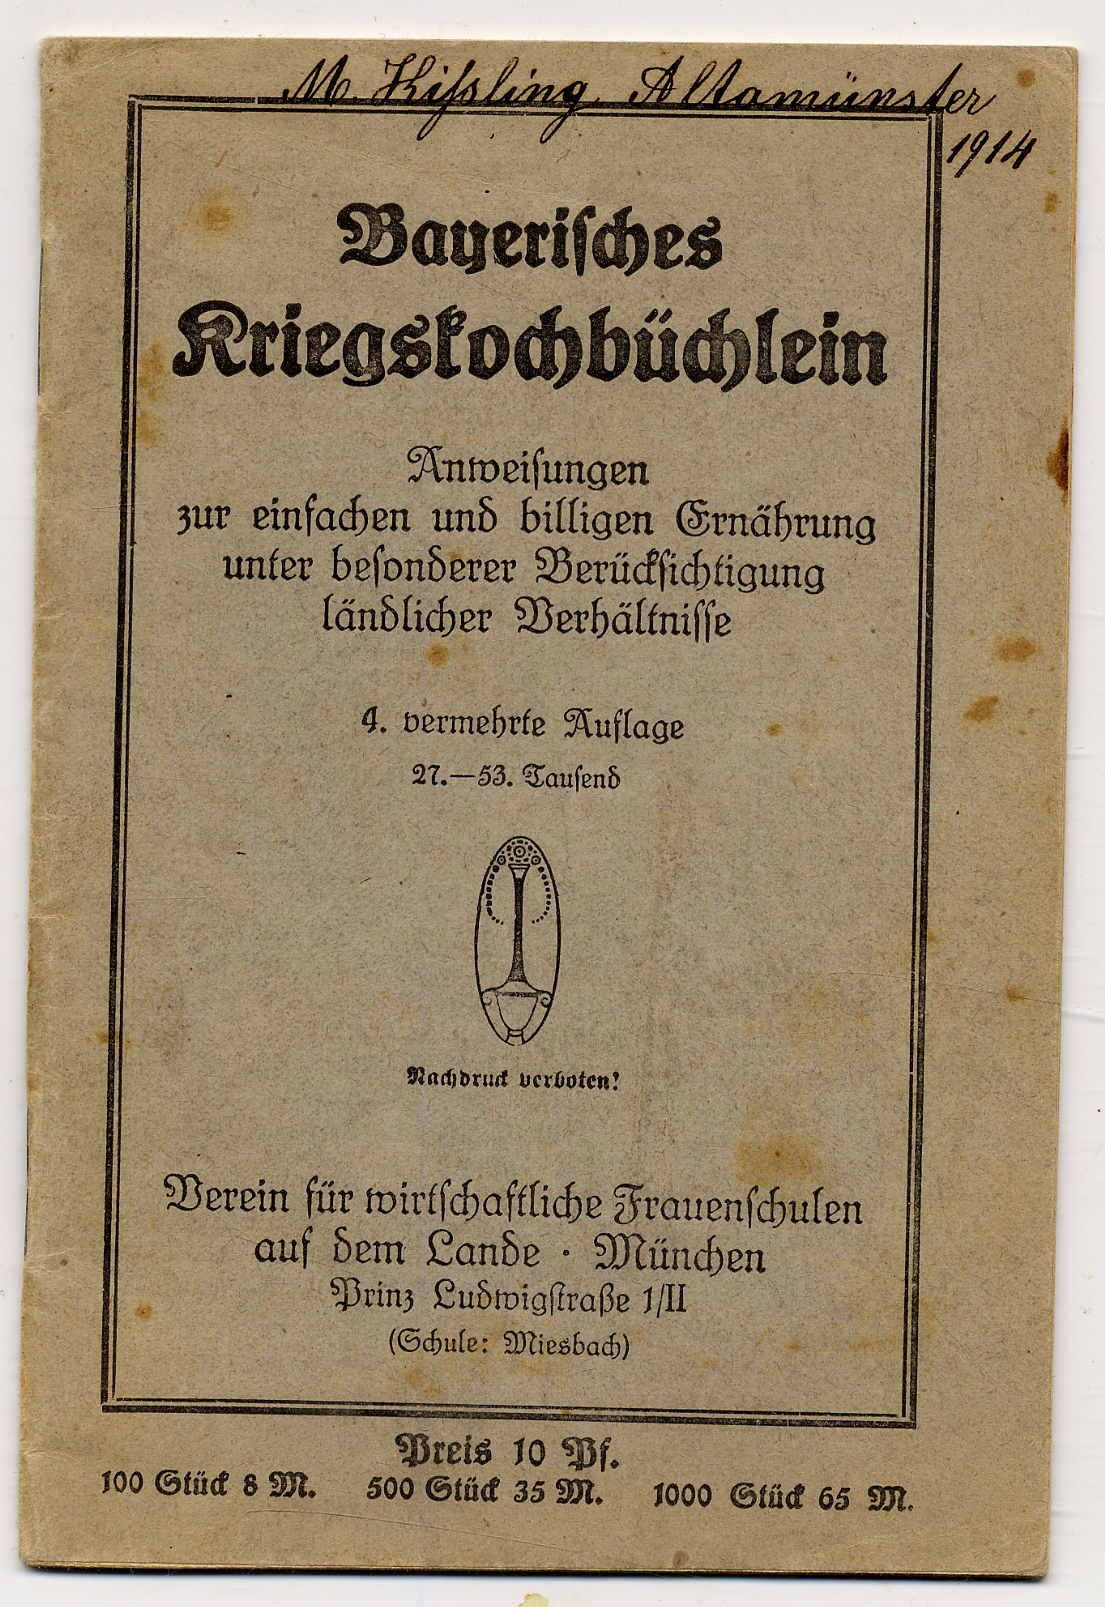 M. Kiſsling, Altomünster
1914
Bayeriſches
Kriegskochbüchlein
Anweiſungen
zur einfachen und billigen Ernährung
unter beſonderer Berückſichtigung
ländlicher Verhältniſſe
4. vermehrte Auflage
27.—53. Tauſend
Nachdruck verboten!
Verein für wirtſchaftliche Frauenſchulen
auf dem Lande · München
Prinz Ludwigſtraße 1/II
(Schule: Miesbach)
Preis 10 Pf.
100 Stück 8 M. 500 Stück 35 M. 1000 Stück 65 M.